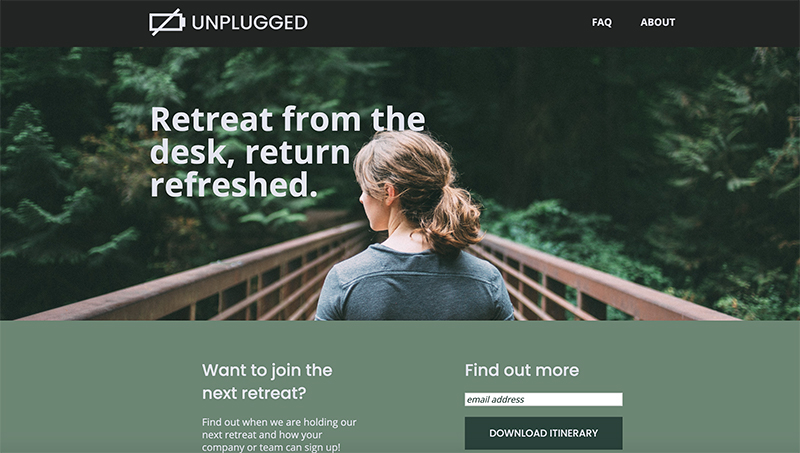 UNPLUGGED
FAQ ABOUT
Retreat from the
desk, return
refreshed.
Want to join the
next retreat?
Find out when we are holding our
next retreat and how your
company or team can sign up!
Find out more
email address
DOWNLOAD ITINERARY